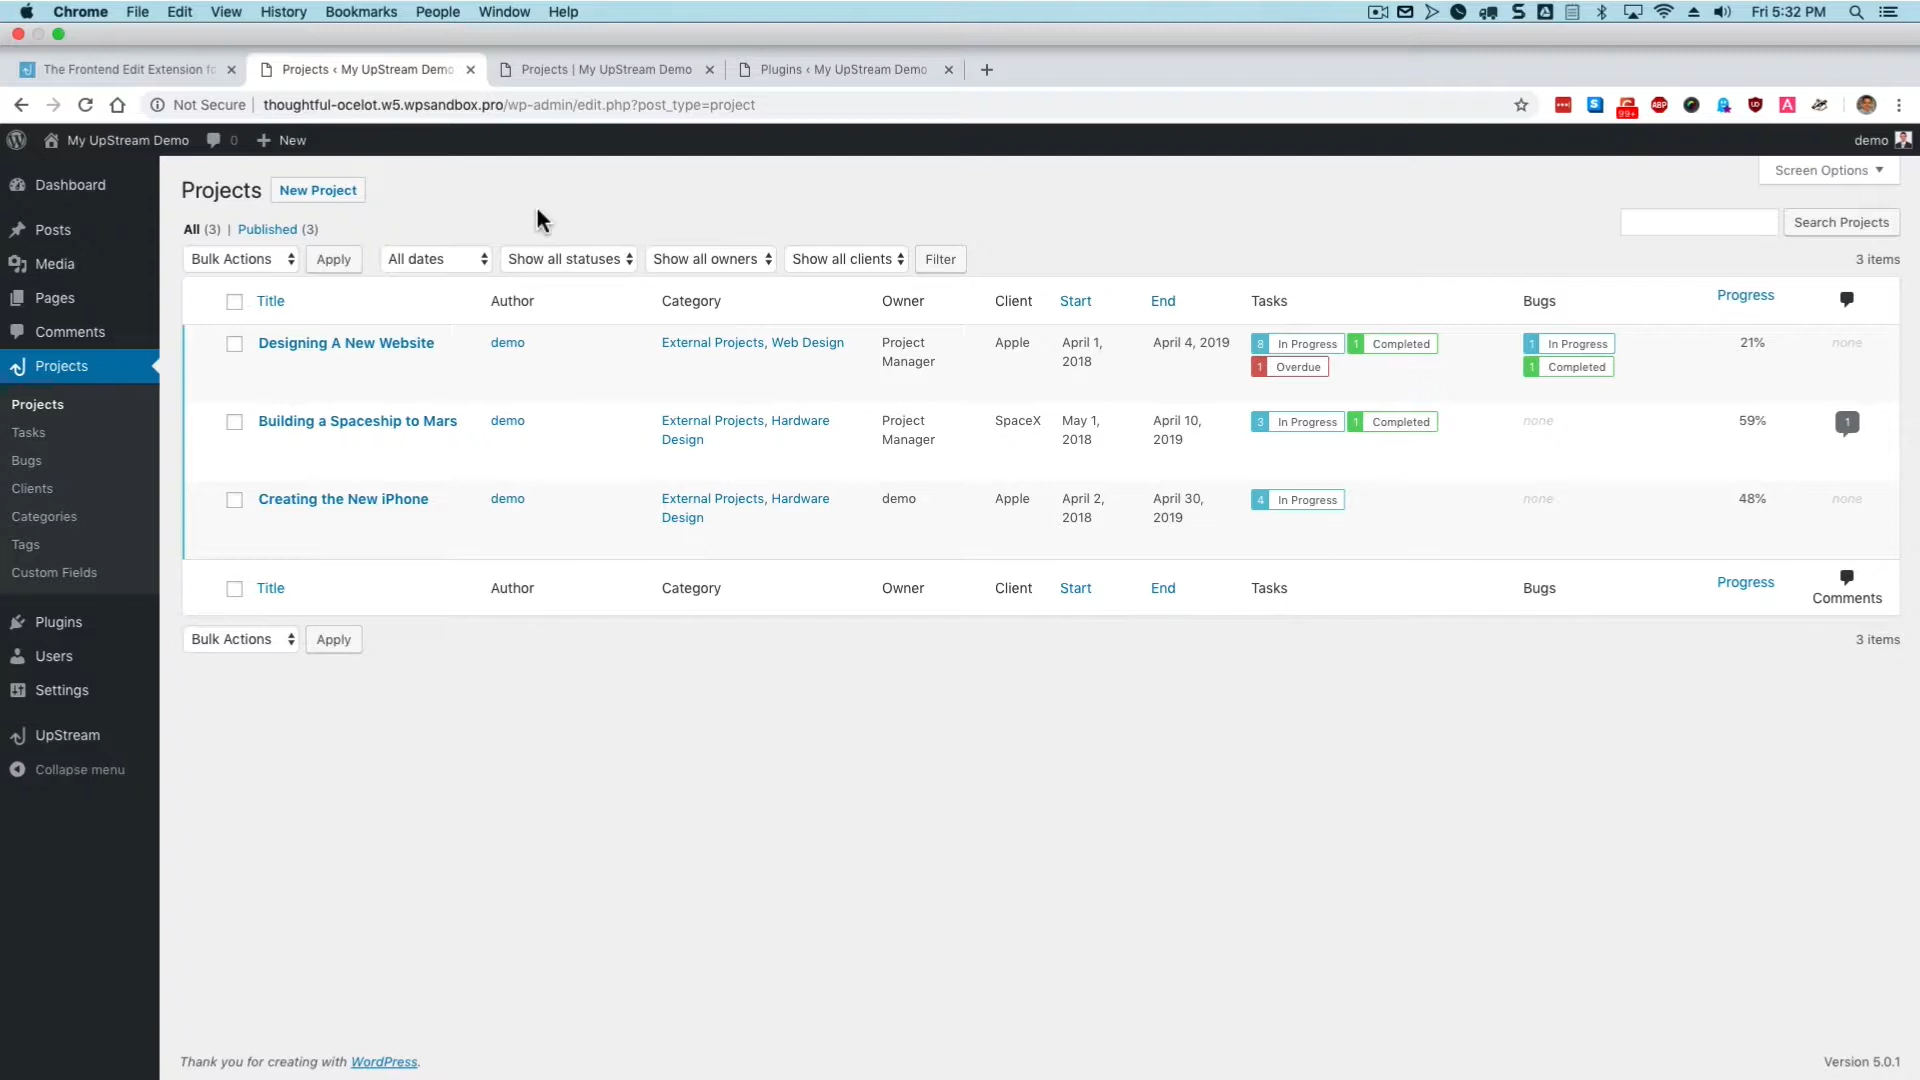 Chrome File Edit View History Bookmarks People Window Help Fri 5:32 PM
The Frontend Edit Extension fo Projects ‹ My UpStream Demo Projects | My UpStream Demo Plugins ‹ My UpStream Demo
Not Secure thoughtful-ocelot.w5.wpsandbox.pro/wp-admin/edit.php?post_type=project 99+ ABP
My UpStream Demo 0 New demo
Screen Options
Dashboard
Posts
Media
Pages
Comments
Projects
Projects
Tasks
Bugs
Clients
Categories
Tags
Custom Fields
Plugins
Users
Settings
UpStream
Collapse menu
Projects New Project
All (3) | Published (3) Search Projects
Bulk Actions Apply All dates Show all statuses Show all owners Show all clients Filter 3 items
Title Author Category Owner Client Start End Tasks Bugs Progress
Designing A New Website demo External Projects, Web Design Project Apple April 1, April 4, 2019 8 In Progress 1 Completed 1 In Progress 21% none
Manager 2018 1 Overdue 1 Completed
Building a Spaceship to Mars demo External Projects, Hardware Project SpaceX May 1, April 10, 3 In Progress 1 Completed none 59% 1
Design Manager 2018 2019
Creating the New iPhone demo External Projects, Hardware demo Apple April 2, April 30, 4 In Progress none 48% none
Design 2018 2019
Title Author Category Owner Client Start End Tasks Bugs Progress
Comments
Bulk Actions Apply 3 items
Thank you for creating with WordPress. Version 5.0.1